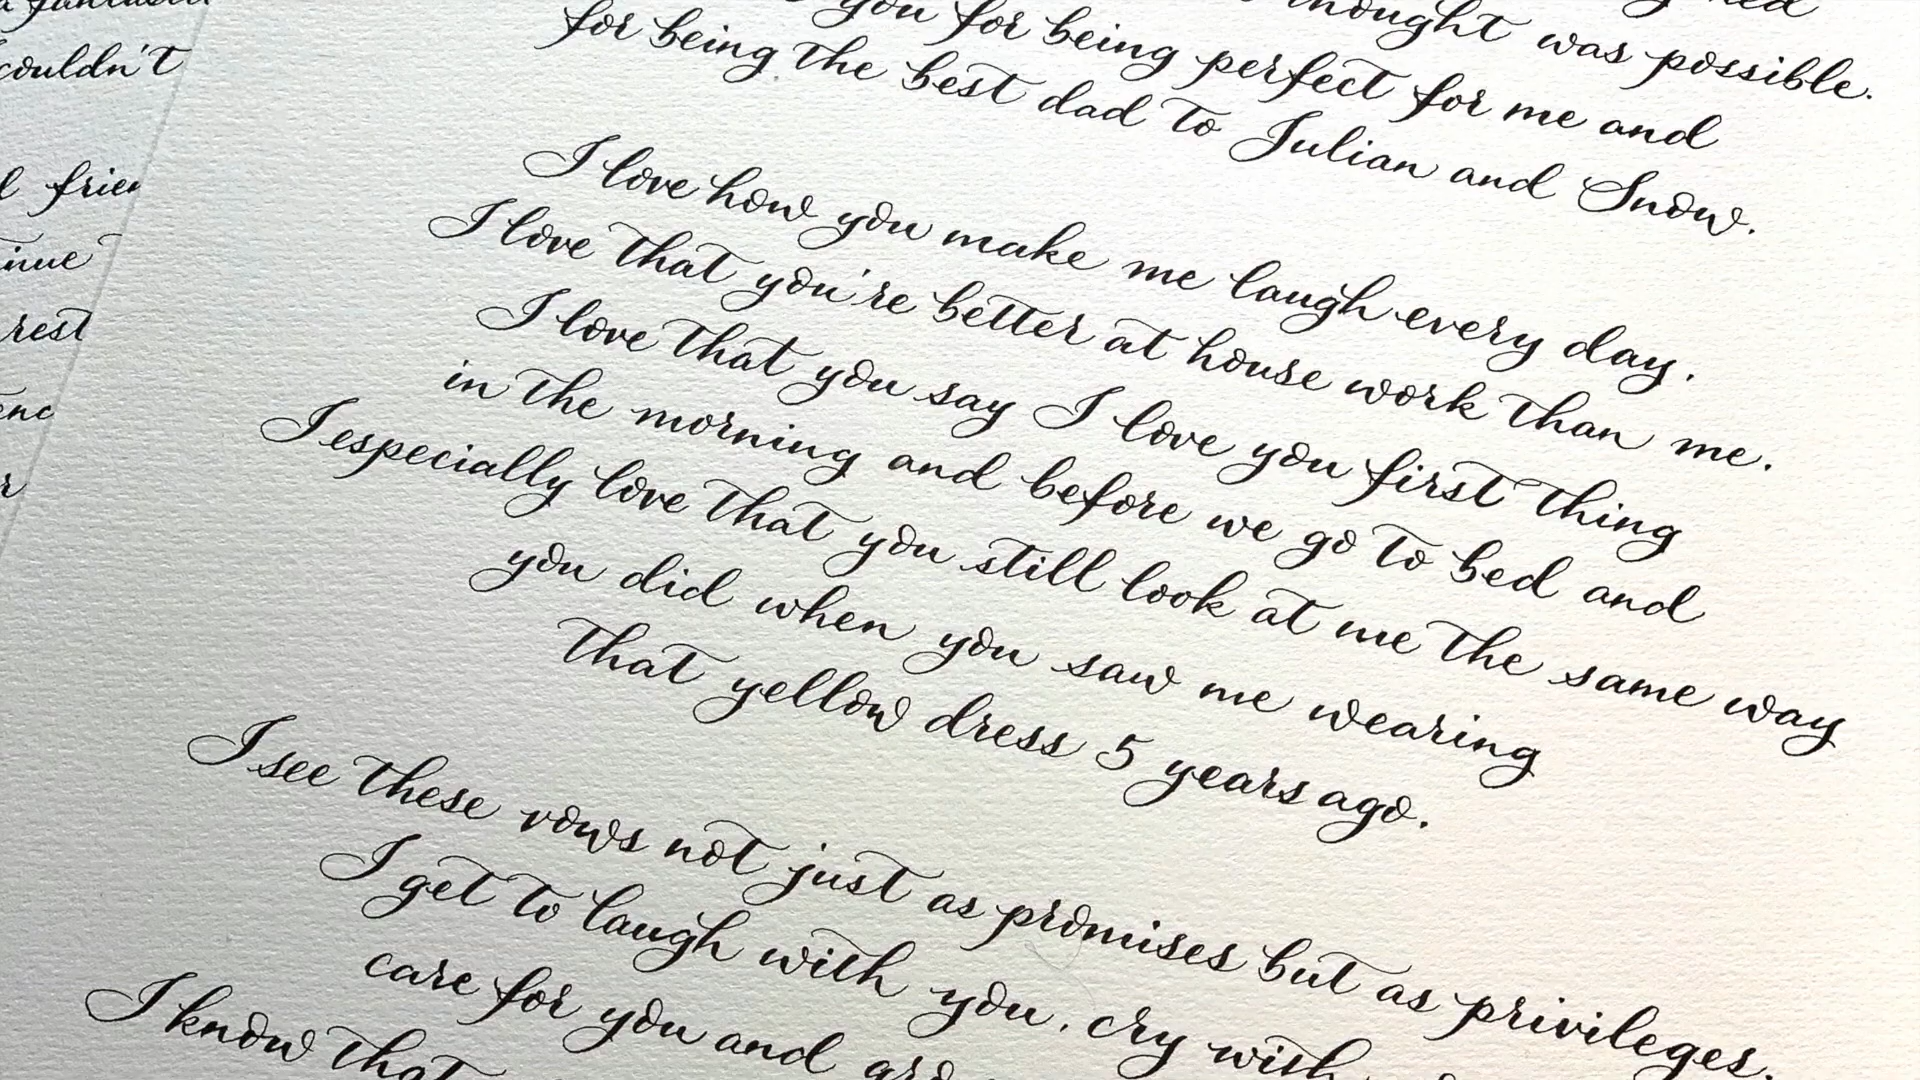 couldn't
rest
thought was possible.
you for being perfect for me and
for being the best dad to Julian and Snow.
I love how you make me laugh every day.
I love that you're better at house work than me.
I love that you say I love you first thing
in the morning and before we go to bed and
I especially love that you still look at me the same way
you did when you saw me wearing
that yellow dress 5 years ago.
I see these vows not just as promises but as privileges.
I get to laugh with you. cry with
care for you and
I know that